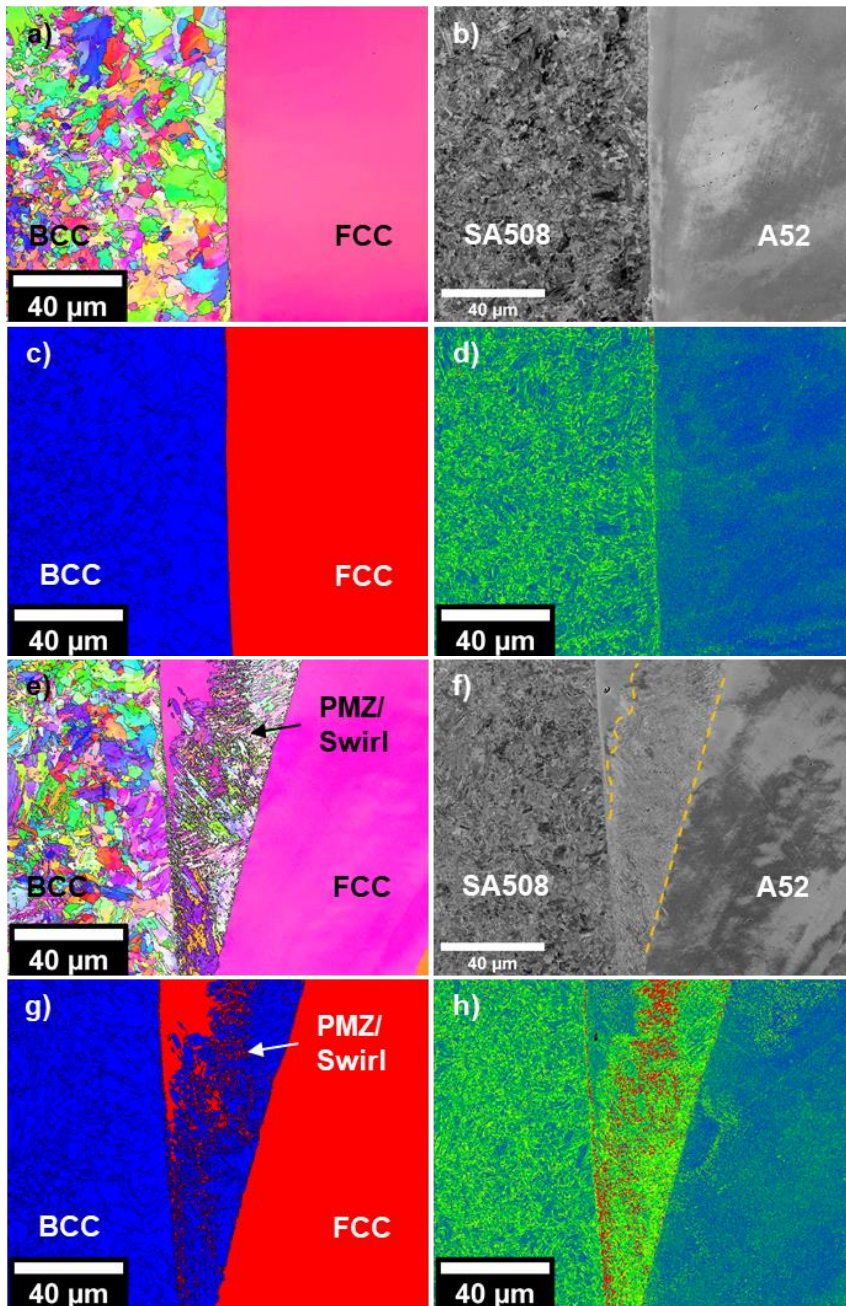 a)
BCC
FCC
40 µm
b)
SA508
A52
40 µm
c)
BCC
FCC
40 µm
d)
40 µm
e)
PMZ/
Swirl
BCC
FCC
40 µm
f)
SA508
A52
40 µm
g)
PMZ/
Swirl
BCC
FCC
40 µm
h)
40 µm